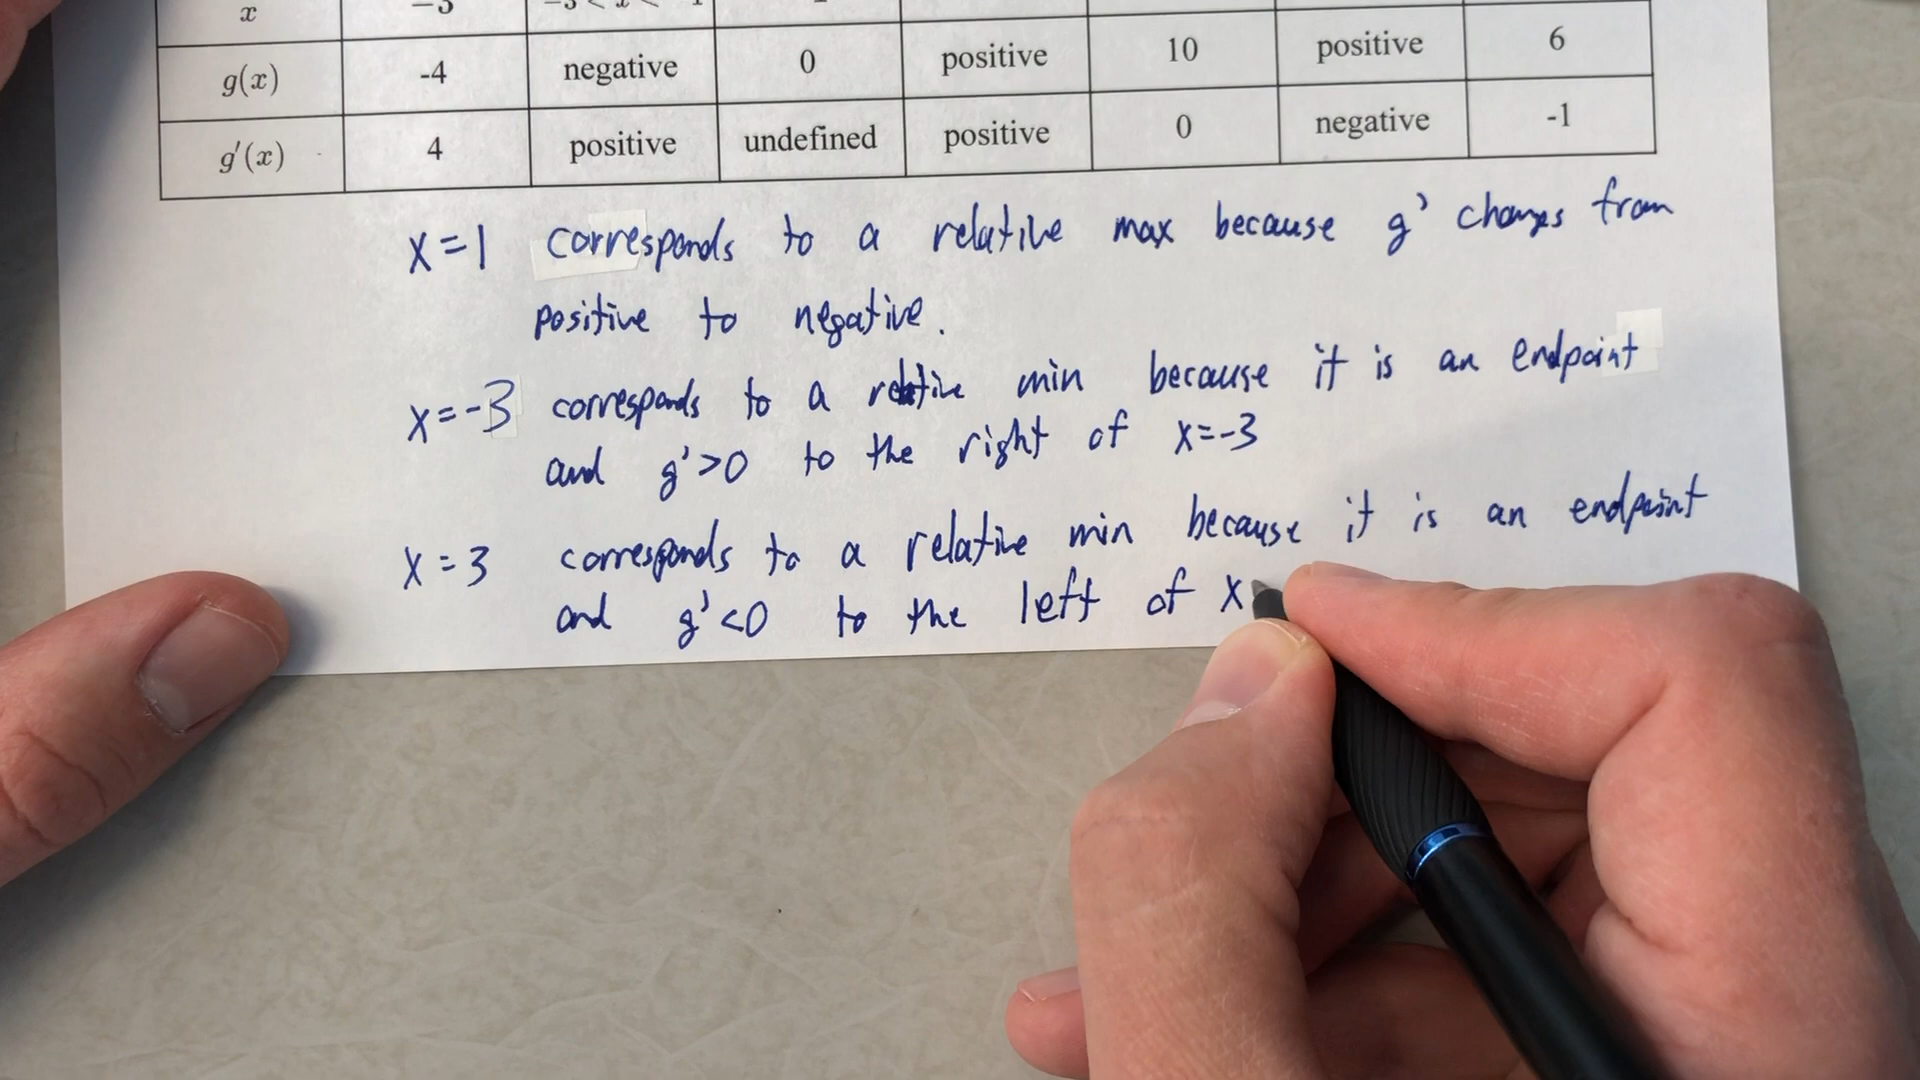 x −3 −3 < x < −1
g(x) -4 negative 0 positive 10 positive 6
g′(x) 4 positive undefined positive 0 negative -1
x=1 corresponds to a relative max because g' changes from
positive to negative.
x=-3 corresponds to a relative min because it is an endpoint
and g'>0 to the right of x=-3
x=3 corresponds to a relative min because it is an endpoint
and g'<0 to the left of x